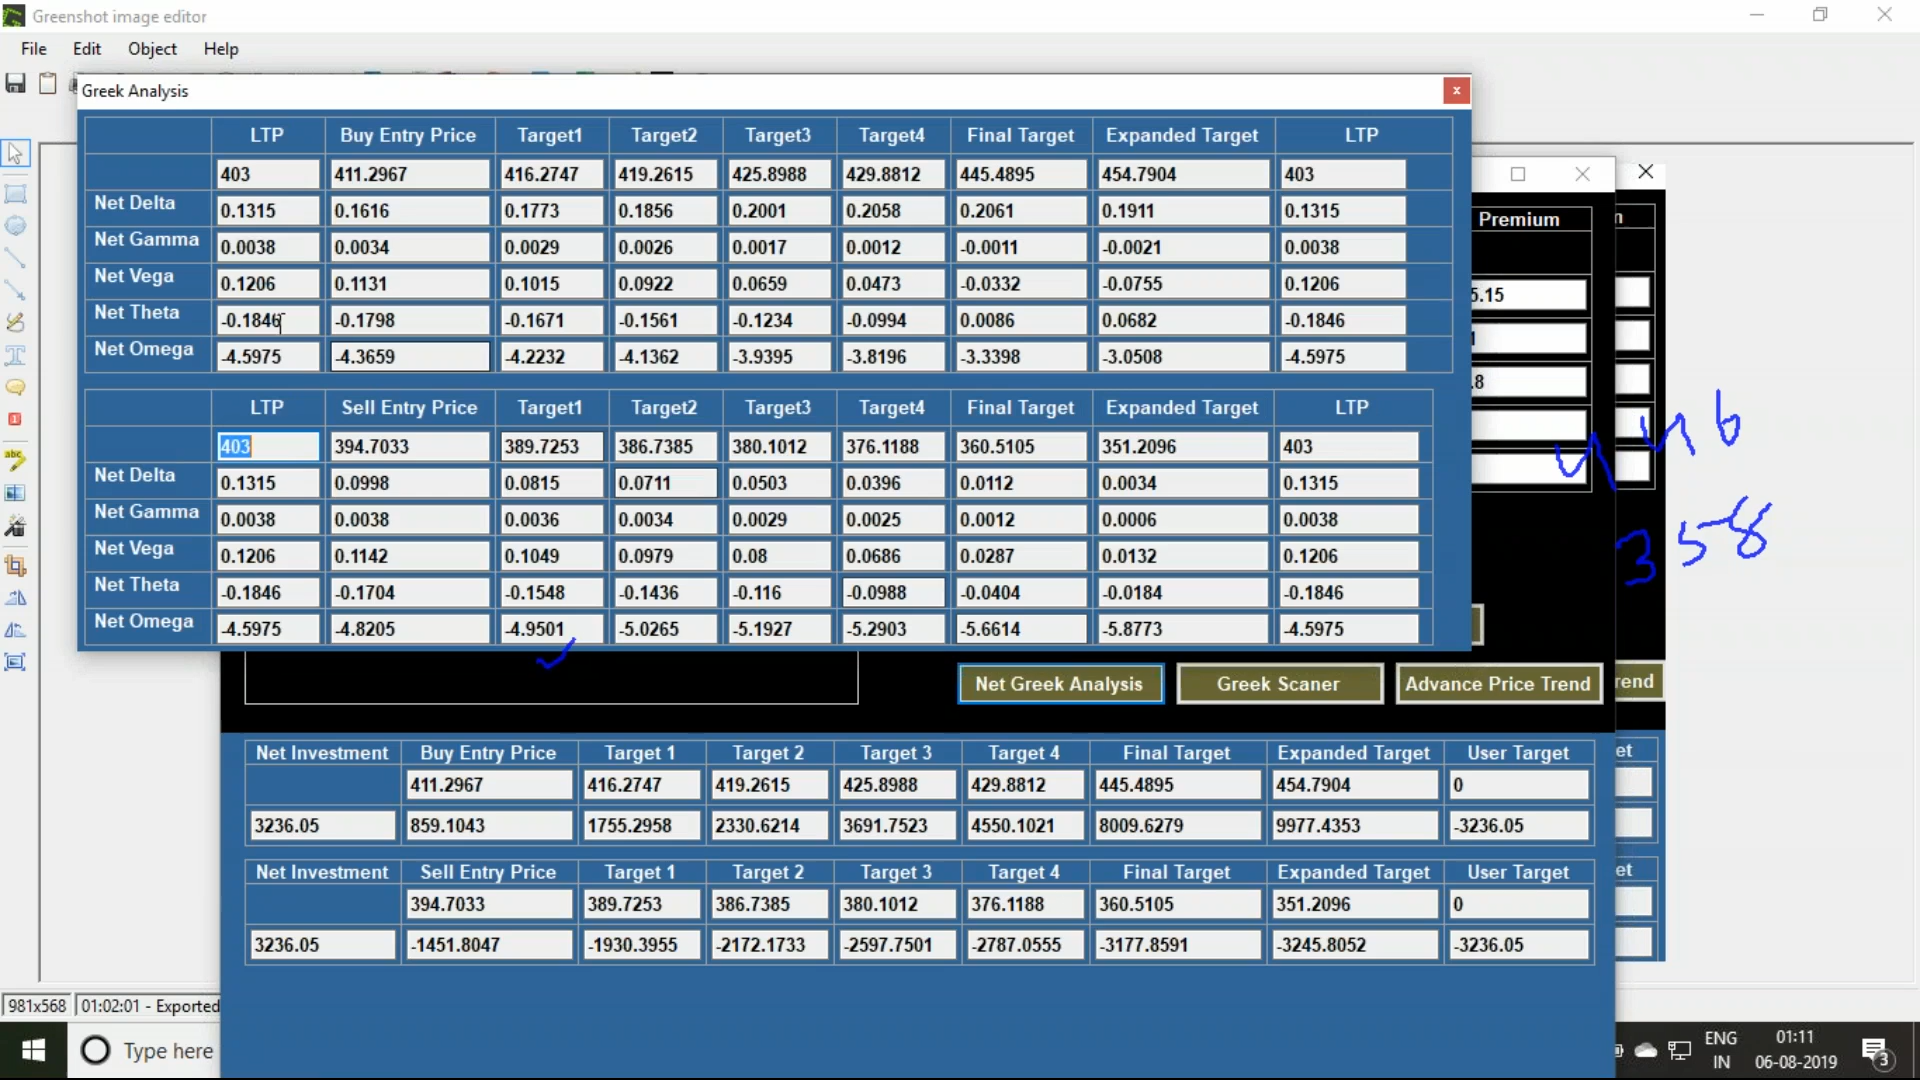 Greenshot image editor
File Edit Object Help
Greek Analysis x
LTP Buy Entry Price Target1 Target2 Target3 Target4 Final Target Expanded Target LTP
403 411.2967 416.2747 419.2615 425.8988 429.8812 445.4895 454.7904 403
Net Delta 0.1315 0.1616 0.1773 0.1856 0.2001 0.2058 0.2061 0.1911 0.1315
Net Gamma 0.0038 0.0034 0.0029 0.0026 0.0017 0.0012 -0.0011 -0.0021 0.0038
Net Vega 0.1206 0.1131 0.1015 0.0922 0.0659 0.0473 -0.0332 -0.0755 0.1206
Net Theta -0.1846 -0.1798 -0.1671 -0.1561 -0.1234 -0.0994 0.0086 0.0682 -0.1846
Net Omega -4.5975 -4.3659 -4.2232 -4.1362 -3.9395 -3.8196 -3.3398 -3.0508 -4.5975
LTP Sell Entry Price Target1 Target2 Target3 Target4 Final Target Expanded Target LTP
403 394.7033 389.7253 386.7385 380.1012 376.1188 360.5105 351.2096 403
Net Delta 0.1315 0.0998 0.0815 0.0711 0.0503 0.0396 0.0112 0.0034 0.1315
Net Gamma 0.0038 0.0038 0.0036 0.0034 0.0029 0.0025 0.0012 0.0006 0.0038
Net Vega 0.1206 0.1142 0.1049 0.0979 0.08 0.0686 0.0287 0.0132 0.1206
Net Theta -0.1846 -0.1704 -0.1548 -0.1436 -0.116 -0.0988 -0.0404 -0.0184 -0.1846
Net Omega -4.5975 -4.8205 -4.9501 -5.0265 -5.1927 -5.2903 -5.6614 -5.8773 -4.5975
Premium n
5.15
.8
446
358
Net Greek Analysis Greek Scaner Advance Price Trend rend
Net Investment Buy Entry Price Target 1 Target 2 Target 3 Target 4 Final Target Expanded Target User Target et
411.2967 416.2747 419.2615 425.8988 429.8812 445.4895 454.7904 0
3236.05 859.1043 1755.2958 2330.6214 3691.7523 4550.1021 8009.6279 9977.4353 -3236.05
Net Investment Sell Entry Price Target 1 Target 2 Target 3 Target 4 Final Target Expanded Target User Target et
394.7033 389.7253 386.7385 380.1012 376.1188 360.5105 351.2096 0
3236.05 -1451.8047 -1930.3955 -2172.1733 -2597.7501 -2787.0555 -3177.8591 -3245.8052 -3236.05
981x568 01:02:01 - Exported
Type here
ENG
IN
01:11
06-08-2019
3